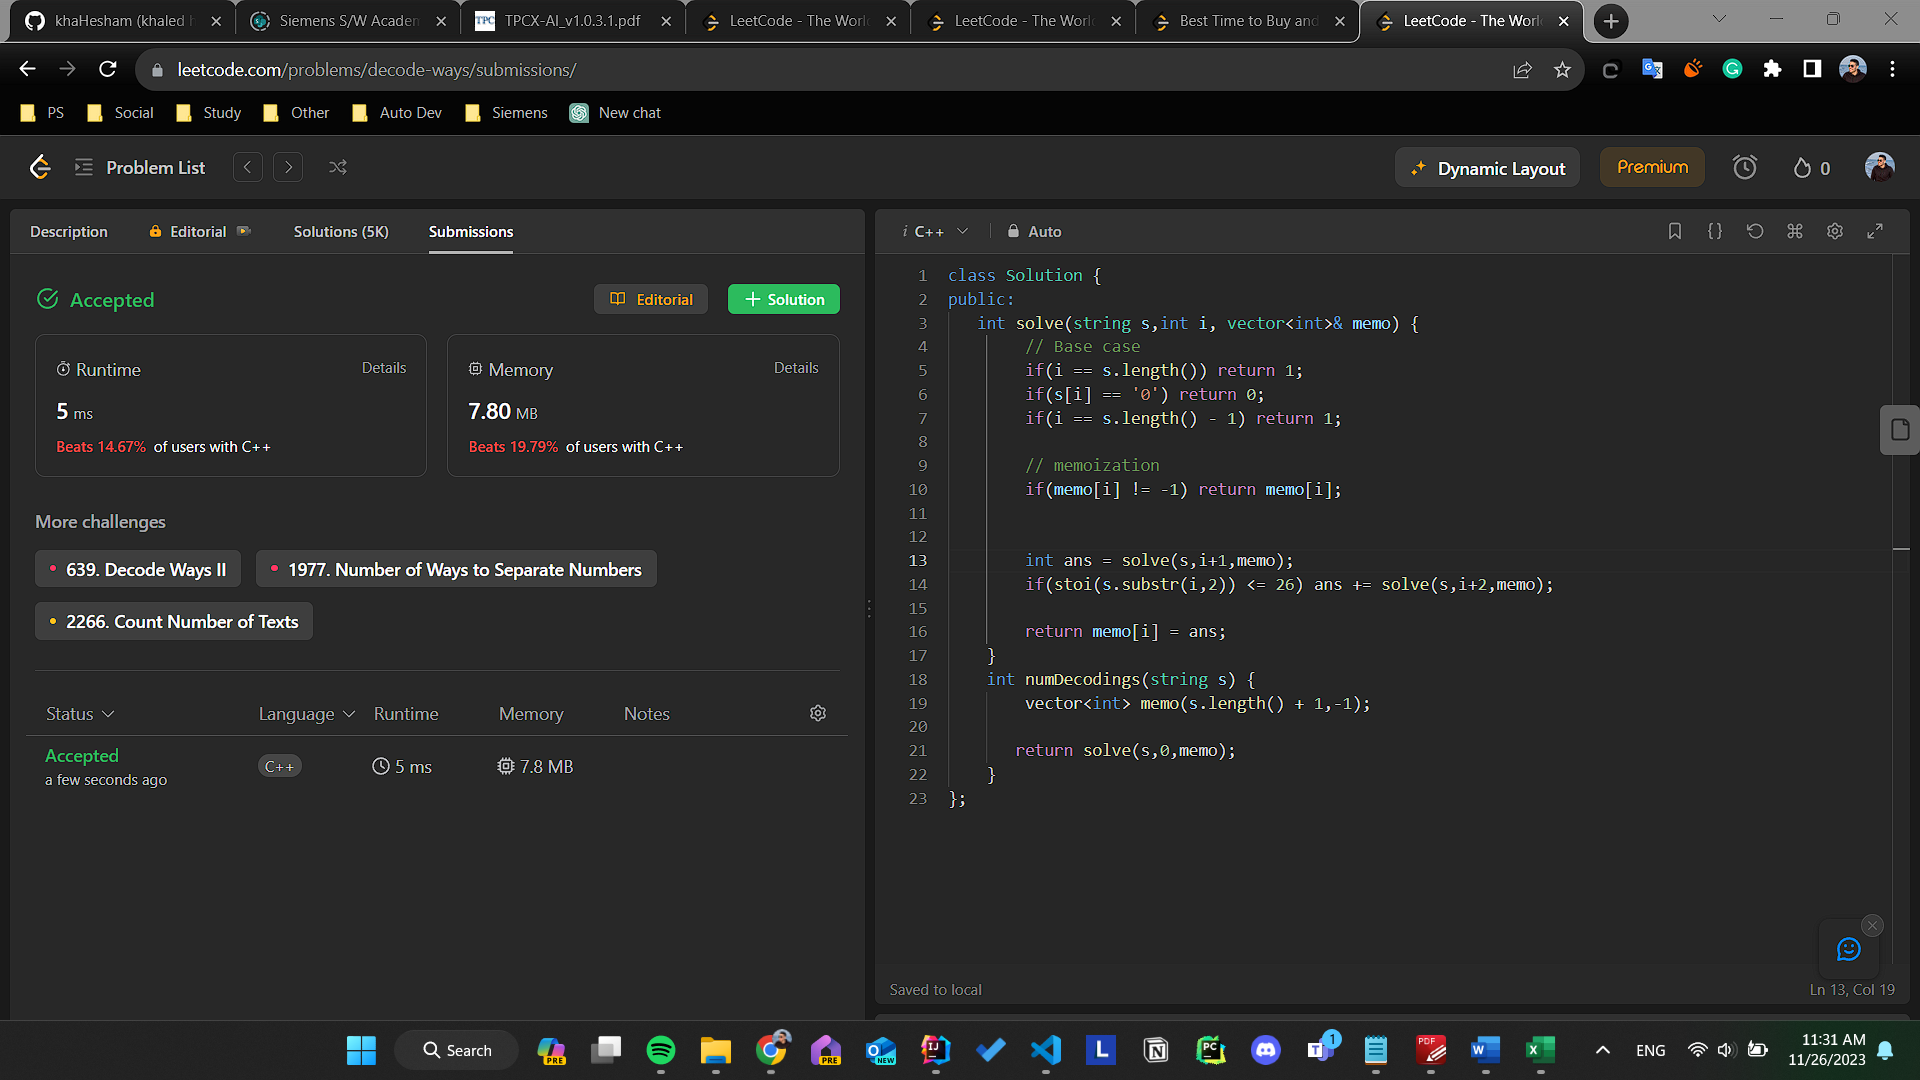 khaHesham (khaled H
Siemens S/W Academ
TPC TPCX-AI_v1.0.3.1.pdf
LeetCode - The World
LeetCode - The World
Best Time to Buy and
LeetCode - The World
leetcode.com/problems/decode-ways/submissions/
PS
Social
Study
Other
Auto Dev
Siemens
New chat
Problem List
Dynamic Layout
Premium
0
Description
Editorial
Solutions (5K)
Submissions
i C++
Auto
Accepted
Editorial
+ Solution
Runtime
Details
5 ms
Beats 14.67% of users with C++
Memory
Details
7.80 MB
Beats 19.79% of users with C++
More challenges
639. Decode Ways II
1977. Number of Ways to Separate Numbers
2266. Count Number of Texts
Status Language Runtime Memory Notes
Accepted
a few seconds ago
C++
5 ms
7.8 MB
1 class Solution {
2 public:
3 int solve(string s,int i, vector<int>& memo) {
4 // Base case
5 if(i == s.length()) return 1;
6 if(s[i] == '0') return 0;
7 if(i == s.length() - 1) return 1;
8
9 // memoization
10 if(memo[i] != -1) return memo[i];
11
12
13 int ans = solve(s,i+1,memo);
14 if(stoi(s.substr(i,2)) <= 26) ans += solve(s,i+2,memo);
15
16 return memo[i] = ans;
17 }
18 int numDecodings(string s) {
19 vector<int> memo(s.length() + 1,-1);
20
21 return solve(s,0,memo);
22 }
23 };
Saved to local
Ln 13, Col 19
Search
PRE
PRE
NEW
IJ
L
N
PC
T
1
PDF
W
X
ENG
11:31 AM
11/26/2023